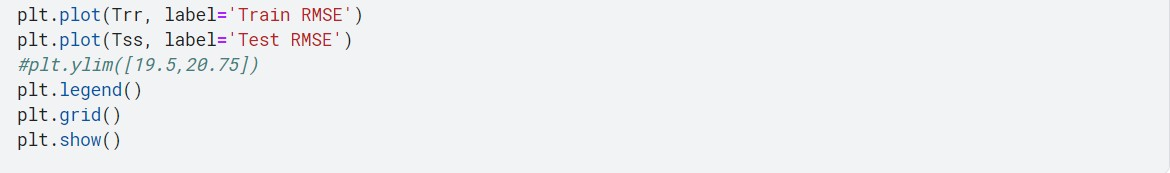 plt.plot(Trr, label='Train RMSE')
plt.plot(Tss, label='Test RMSE')
#plt.ylim([19.5,20.75])
plt.legend()
plt.grid()
plt.show()